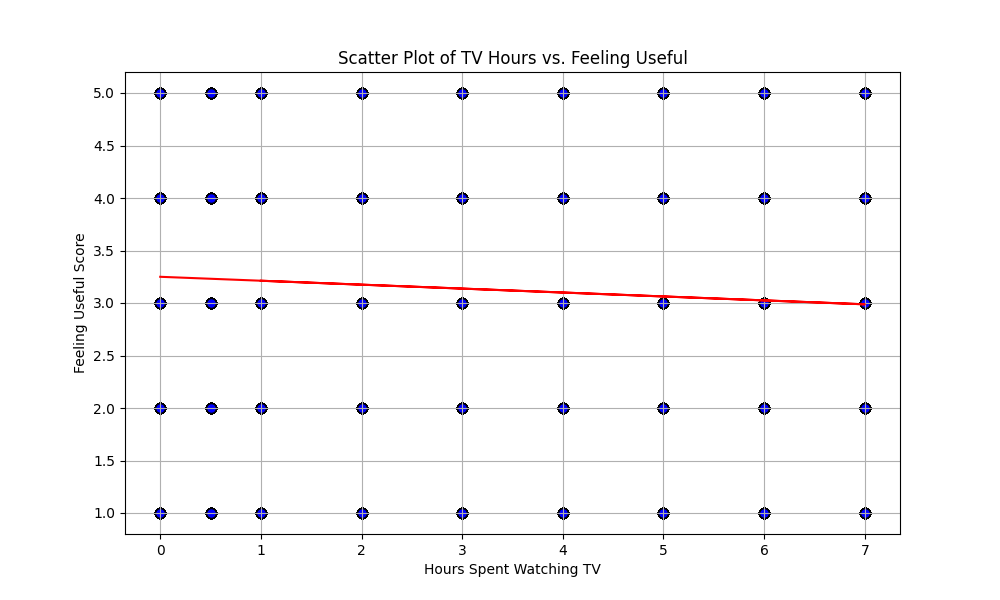 Scatter Plot of TV Hours vs. Feeling Useful
5.0
4.5
4.0
3.5
3.0
2.5
2.0
1.5
1.0
Feeling Useful Score
0 1 2 3 4 5 6 7
Hours Spent Watching TV